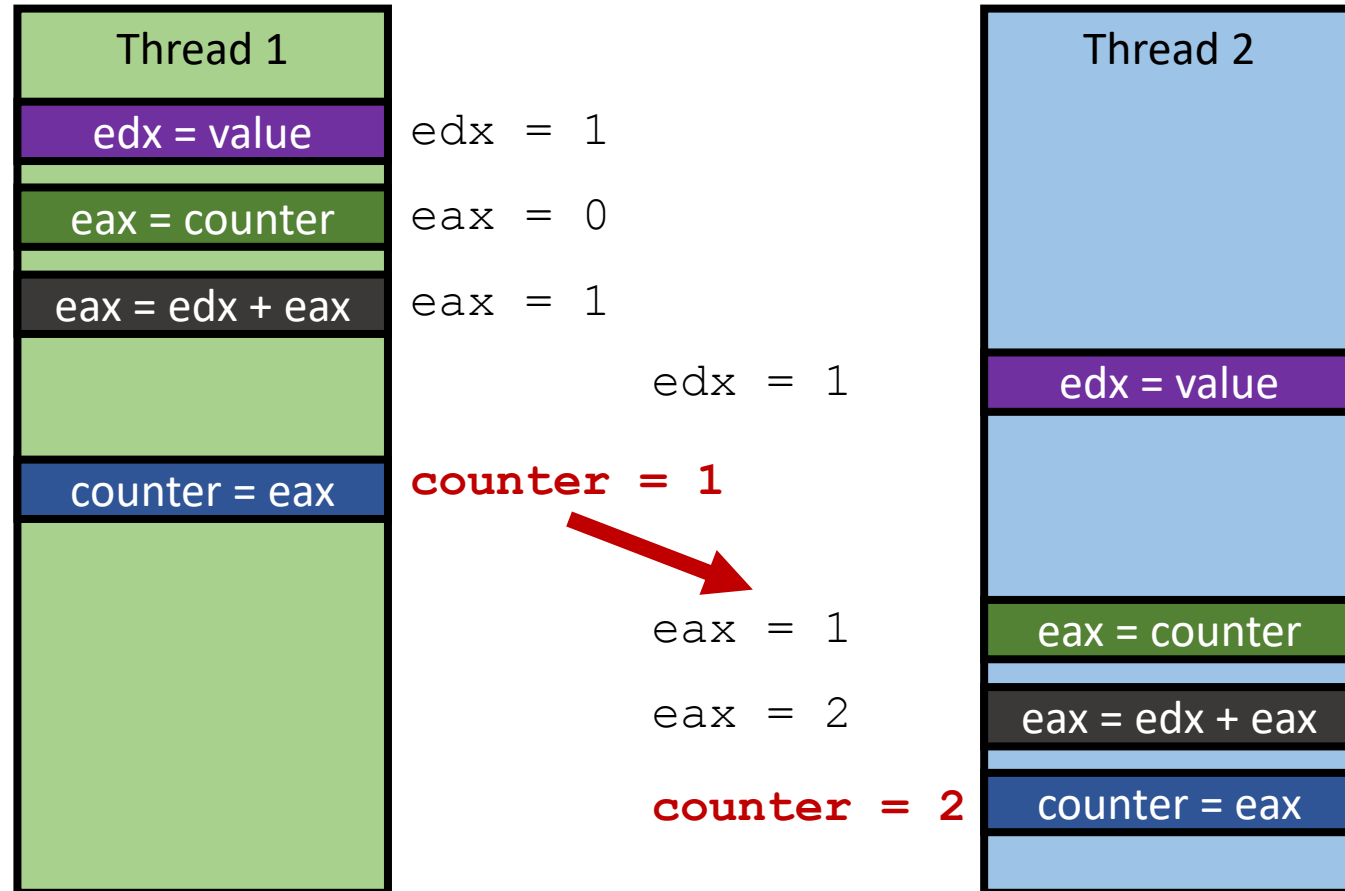 Thread 1
Thread 2
edx = value
edx = 1
eax = counter
eax = 0
eax = edx + eax
eax = 1
edx = 1
edx = value
counter = eax
counter = 1
eax = 1
eax = counter
eax = 2
eax = edx + eax
counter = 2
counter = eax